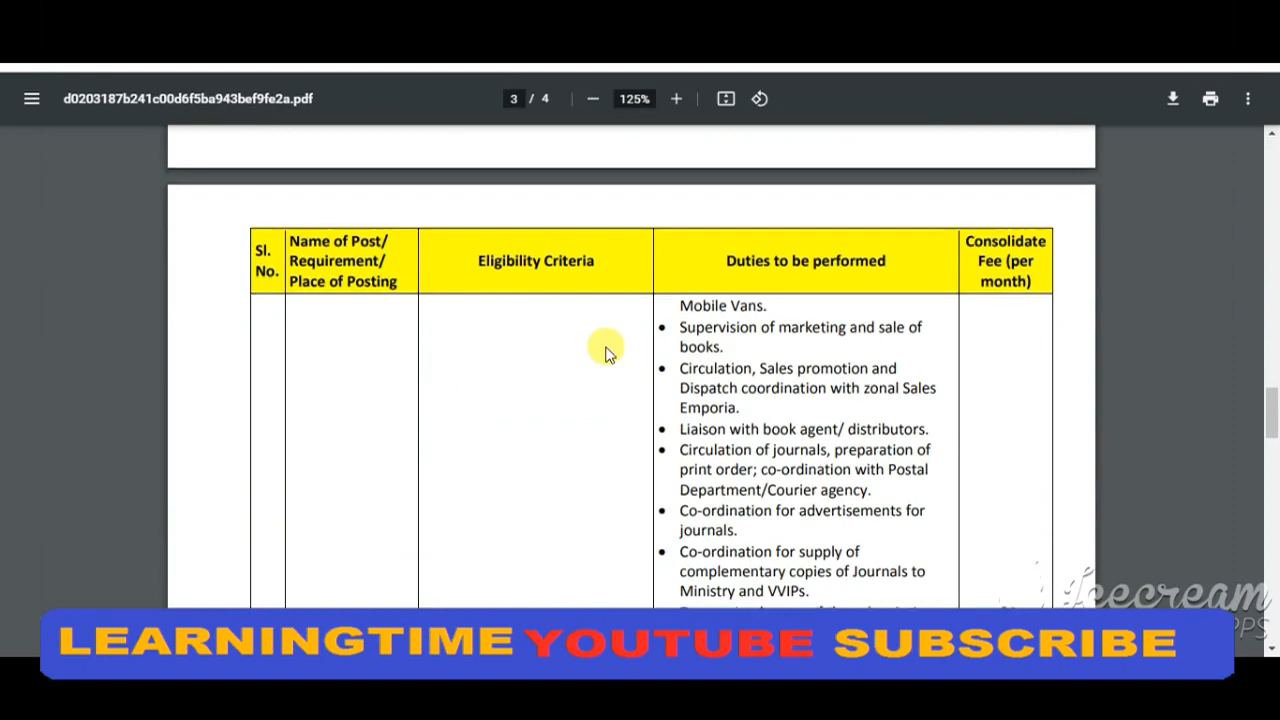 d0203187b241c00d6f5ba943bef9fe2a.pdf
3 / 4
125%
Sl. No.
Name of Post/ Requirement/ Place of Posting
Eligibility Criteria
Duties to be performed
Consolidate Fee (per month)
Mobile Vans.
• Supervision of marketing and sale of
books.
• Circulation, Sales promotion and
Dispatch coordination with zonal Sales
Emporia.
• Liaison with book agent/ distributors.
• Circulation of journals, preparation of
print order; co-ordination with Postal
Department/Courier agency.
• Co-ordination for advertisements for
journals.
• Co-ordination for supply of
complementary copies of Journals to
Ministry and VVIPs.
Icecream
APPS
LEARNINGTIME YOUTUBE SUBSCRIBE